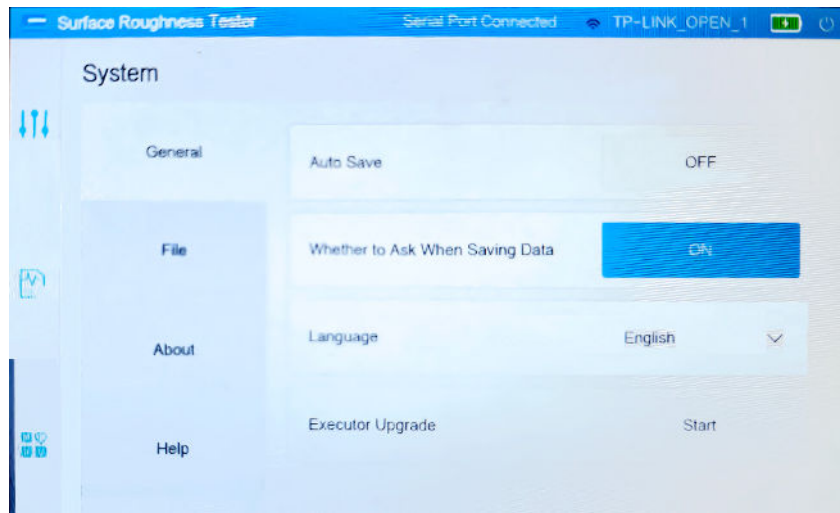 Surface Roughness Tester Serial Port Connected TP-LINK_OPEN_1
System
General
Auto Save OFF
File
Whether to Ask When Saving Data ON
About
Language English
Help
Executor Upgrade Start